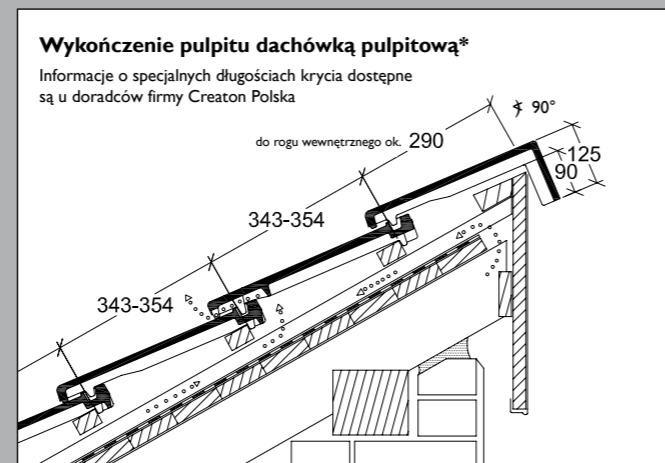 Wykończenie pulpitu dachówką pulpitową*
Informacje o specjalnych długościach krycia dostępne
są u doradców firmy Creaton Polska
∢ 90°
do rogu wewnętrznego ok. 290
125
90
343-354
343-354